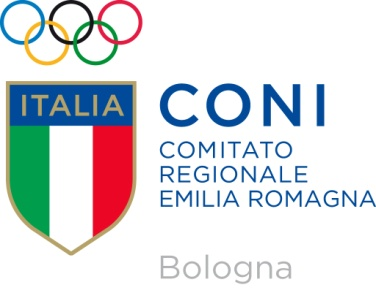 ITALIA
CONI
COMITATO
REGIONALE
EMILIA ROMAGNA
Bologna